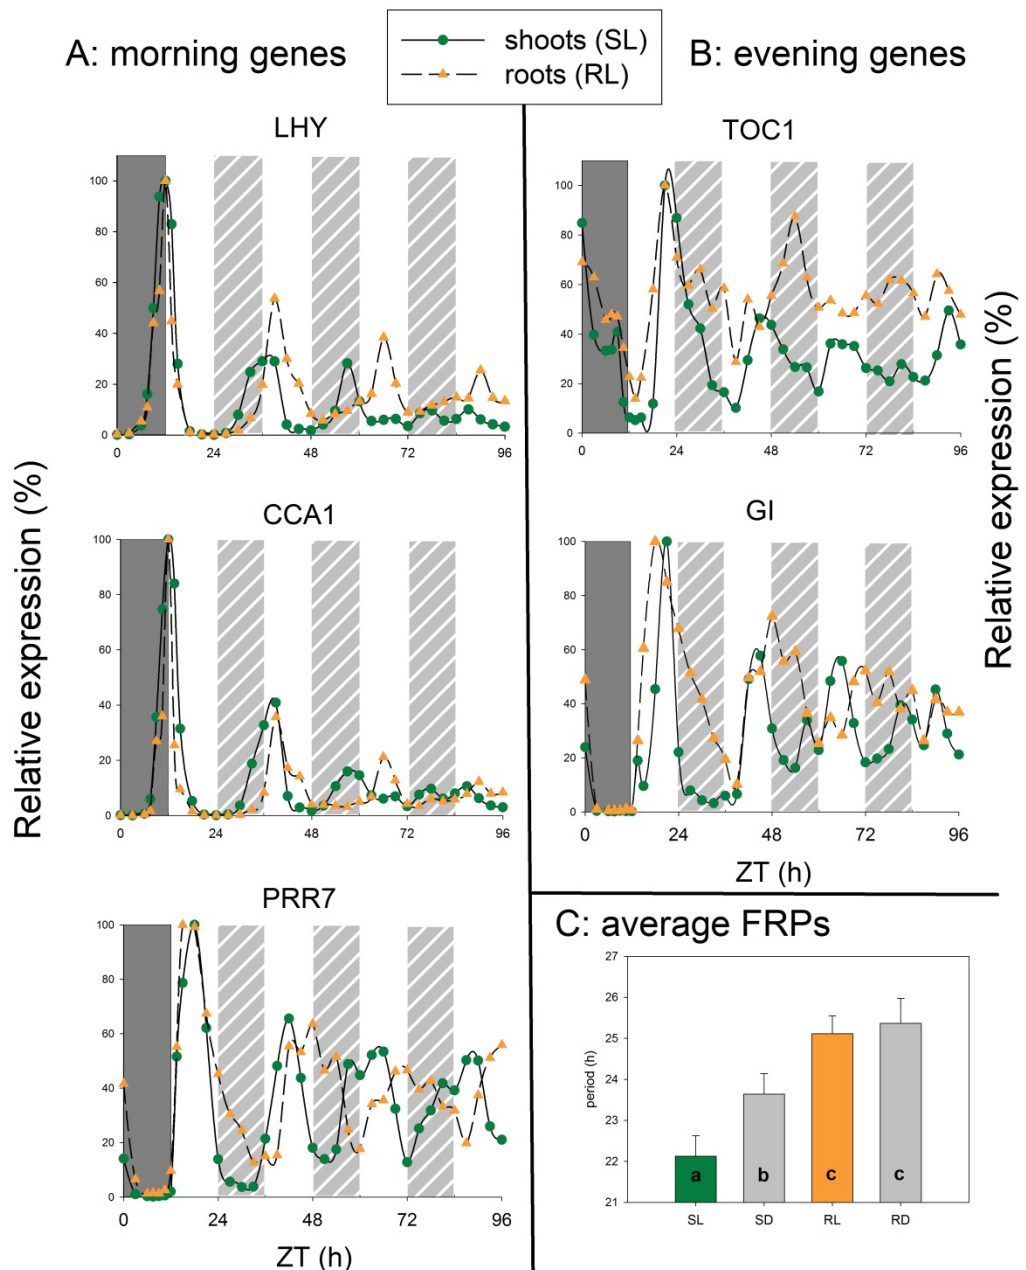 A: morning genes
shoots (SL)
roots (RL)
B: evening genes
LHY
100
80
60
40
20
0
0 24 48 72 96
TOC1
100
80
60
40
20
0
0 24 48 72 96
Relative expression (%)
CCA1
100
80
60
40
20
0
0 24 48 72 96
GI
100
80
60
40
20
0
0 24 48 72 96
ZT (h)
Relative expression (%)
PRR7
100
80
60
40
20
0
0 24 48 72 96
ZT (h)
C: average FRPs
27
26
25
24
23
22
21
period (h)
a b c c
SL SD RL RD